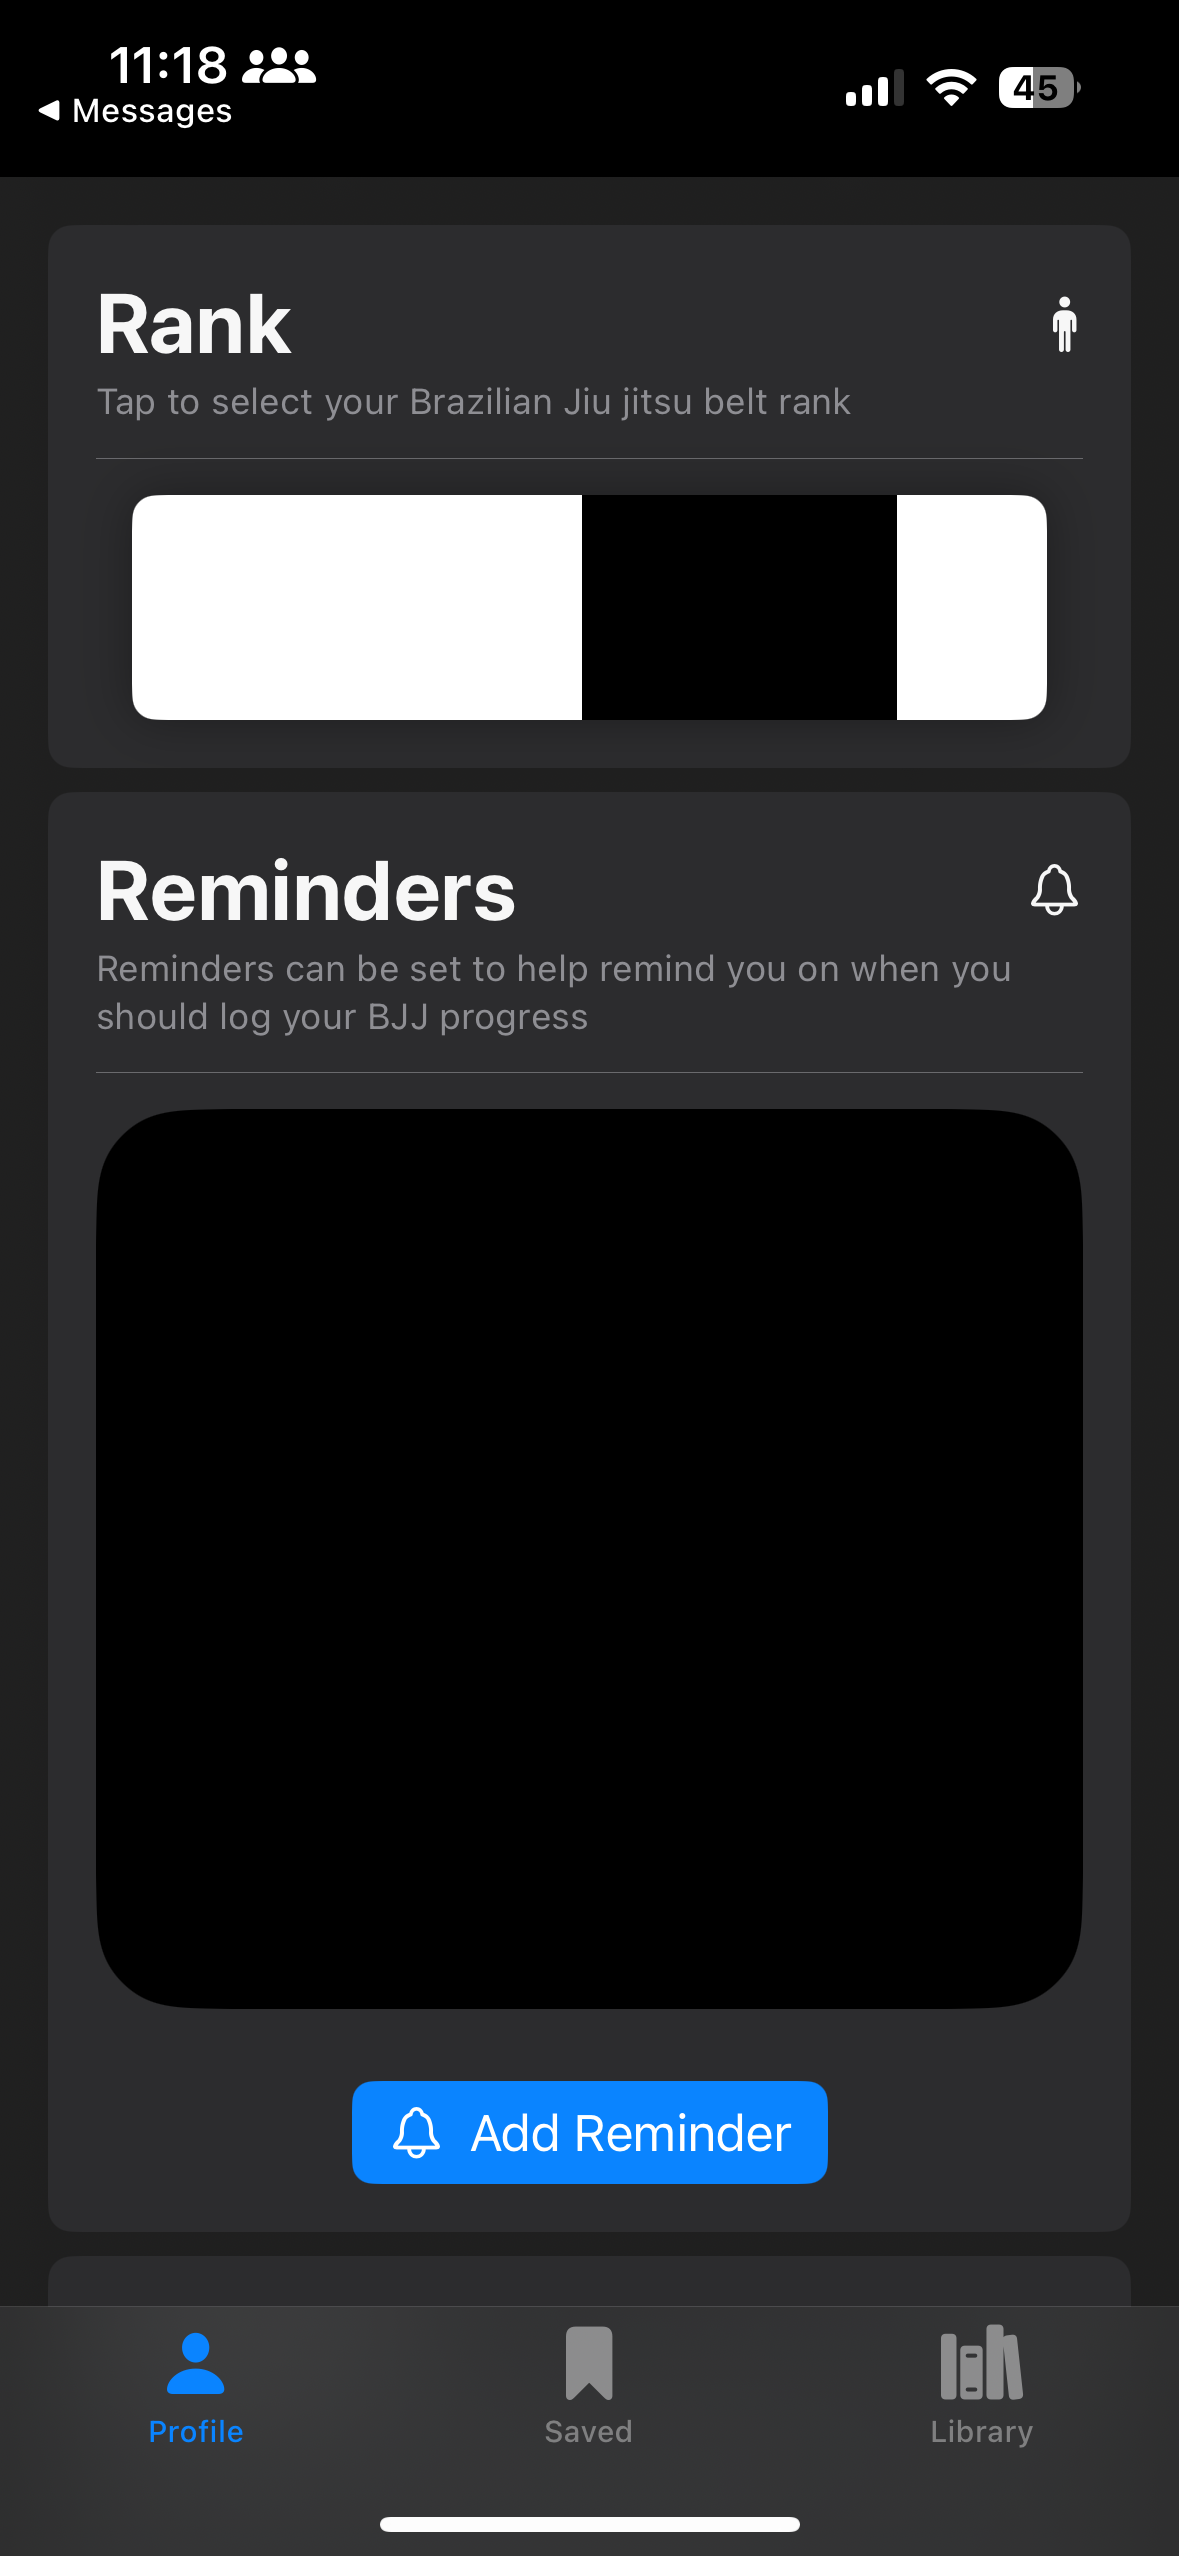 11:18
Messages
45
Rank
Tap to select your Brazilian Jiu jitsu belt rank
Reminders
Reminders can be set to help remind you on when you
should log your BJJ progress
Add Reminder
Profile
Saved
Library